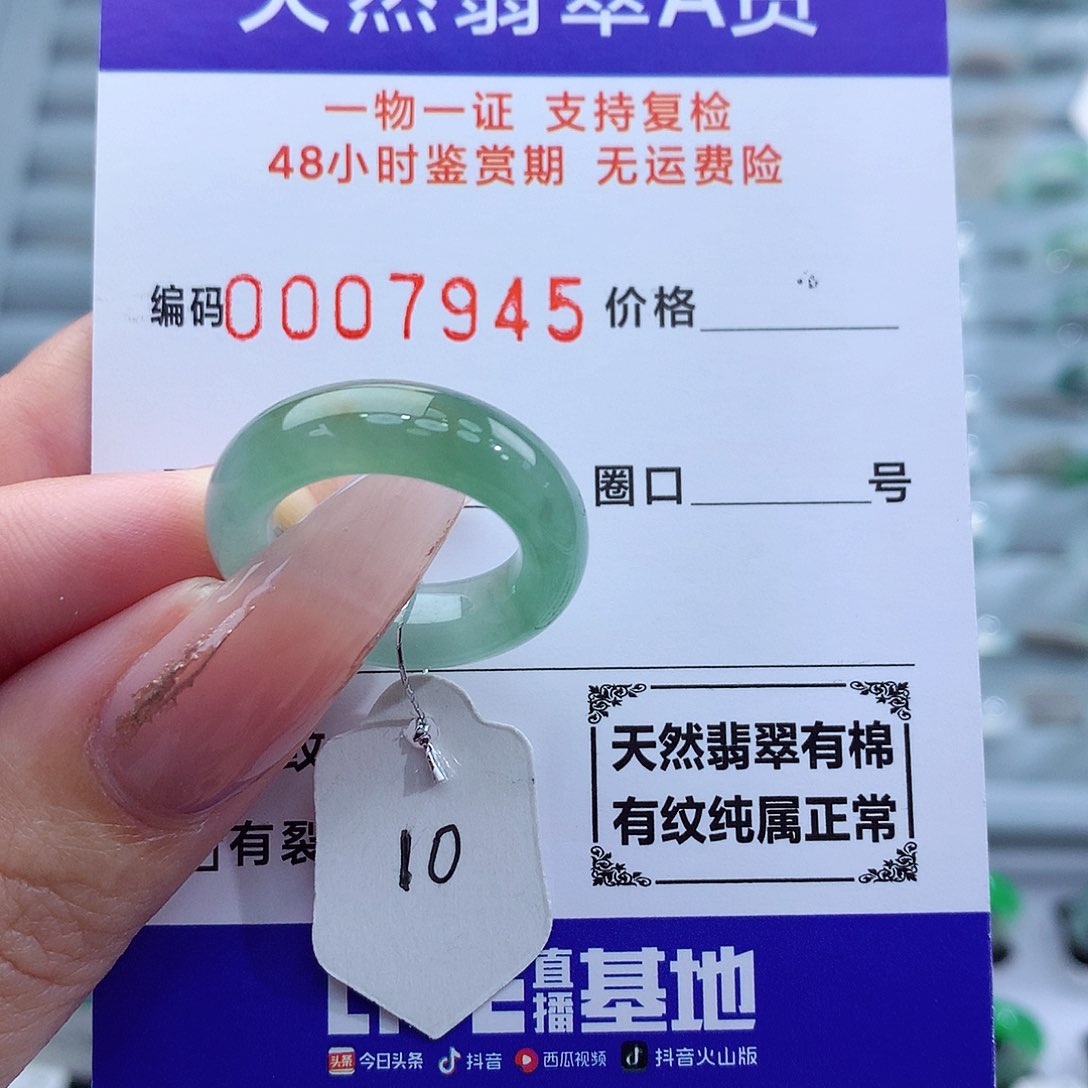 天然翡翠A货
一物一证 支持复检
48小时鉴赏期 无运费险
编码0007945 价格
圈口 号
天然翡翠有棉
有纹纯属正常
纹
有裂
10
直播基地
头条 今日头条 抖音 西瓜视频 抖音火山版